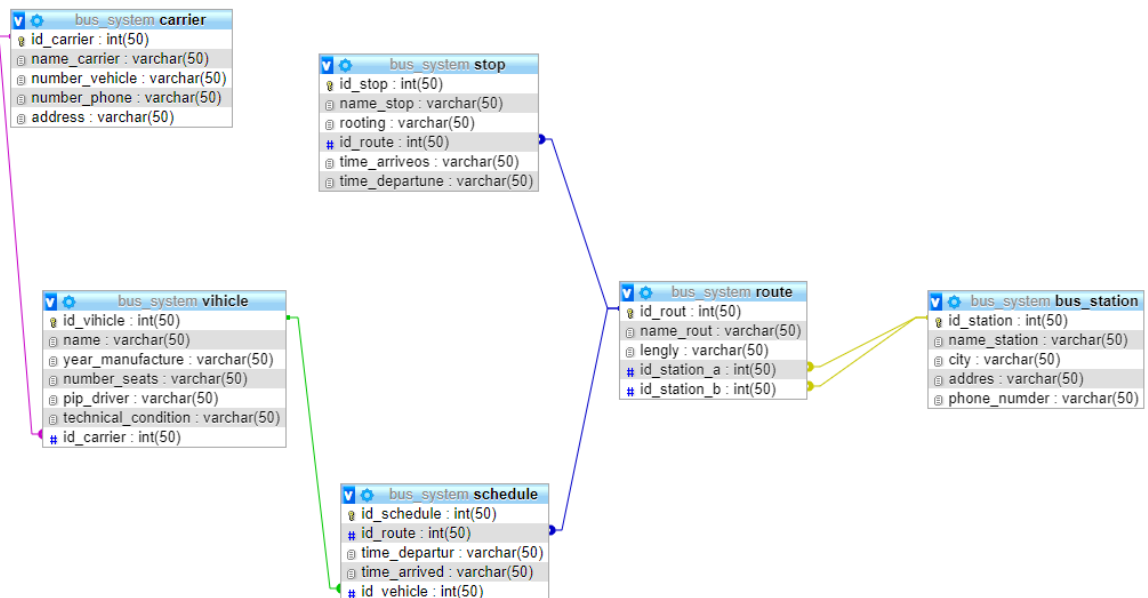 bus_system carrier
id_carrier : int(50)
name_carrier : varchar(50)
number_vehicle : varchar(50)
number_phone : varchar(50)
address : varchar(50)
bus_system stop
id_stop : int(50)
name_stop : varchar(50)
rooting : varchar(50)
id_route : int(50)
time_arriveos : varchar(50)
time_departune : varchar(50)
bus_system vihicle
id_vihicle : int(50)
name : varchar(50)
year_manufacture : varchar(50)
number_seats : varchar(50)
pip_driver : varchar(50)
technical_condition : varchar(50)
id_carrier : int(50)
bus_system route
id_rout : int(50)
name_rout : varchar(50)
lengly : varchar(50)
id_station_a : int(50)
id_station_b : int(50)
bus_system bus_station
id_station : int(50)
name_station : varchar(50)
city : varchar(50)
addres : varchar(50)
phone_numder : varchar(50)
bus_system schedule
id_schedule : int(50)
id_route : int(50)
time_departur : varchar(50)
time_arrived : varchar(50)
id_vehicle : int(50)